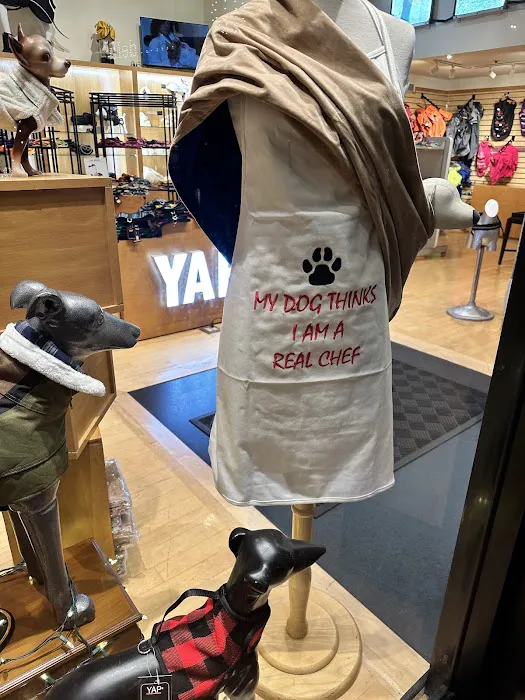 YAP
MY DOG THINKS
I AM A
REAL CHEF
YAP